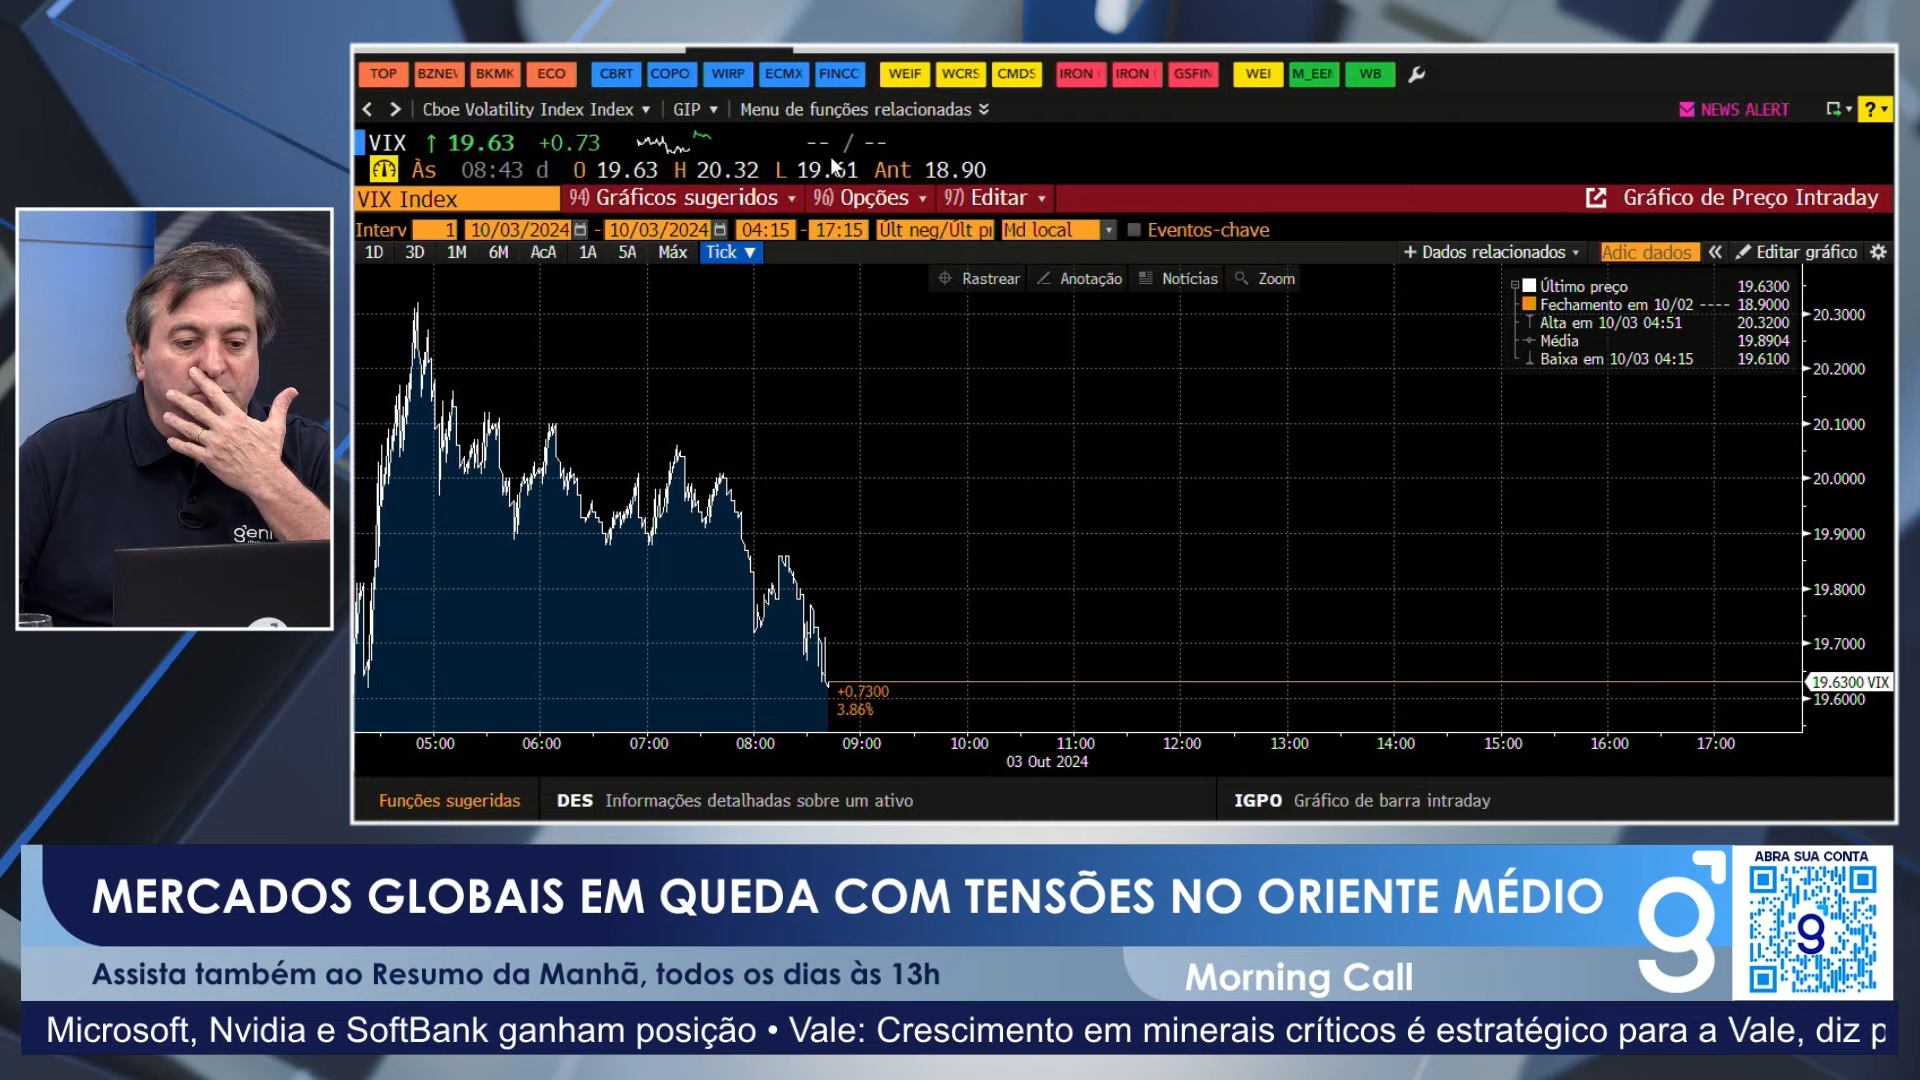 TOP BZNEV BKMK ECO CBRT COPO WIRP ECMX FINCC WEIF WCRS CMDS IRON IRON GSFIN WEI M_EEM WB
Cboe Volatility Index Index GIP Menu de funções relacionadas NEWS ALERT ?
VIX ↑ 19.63 +0.73 -- / --
Às 08:43 d O 19.63 H 20.32 L 19.61 Ant 18.90
VIX Index 94) Gráficos sugeridos 96) Opções 97) Editar Gráfico de Preço Intraday
Interv 1 10/03/2024 - 10/03/2024 04:15 - 17:15 Últ neg/Últ Md local Eventos-chave
1D 3D 1M 6M AcA 1A 5A Máx Tick ▼ + Dados relacionados Adic dados « Editar gráfico
Rastrear Anotação Notícias Zoom
Último preço 19.6300
Fechamento em 10/02 ---- 18.9000
Alta em 10/03 04:51 20.3200
Média 19.8904
Baixa em 10/03 04:15 19.6100
20.3000
20.2000
20.1000
20.0000
19.9000
19.8000
19.7000
19.6300 VIX
19.6000
+0.7300
3.86%
05:00 06:00 07:00 08:00 09:00 10:00 11:00 12:00 13:00 14:00 15:00 16:00 17:00
03 Out 2024
Funções sugeridas DES Informações detalhadas sobre um ativo IGPO Gráfico de barra intraday
geni
MERCADOS GLOBAIS EM QUEDA COM TENSÕES NO ORIENTE MÉDIO
ABRA SUA CONTA
g
Assista também ao Resumo da Manhã, todos os dias às 13h
Morning Call
Microsoft, Nvidia e SoftBank ganham posição • Vale: Crescimento em minerais críticos é estratégico para a Vale, diz p